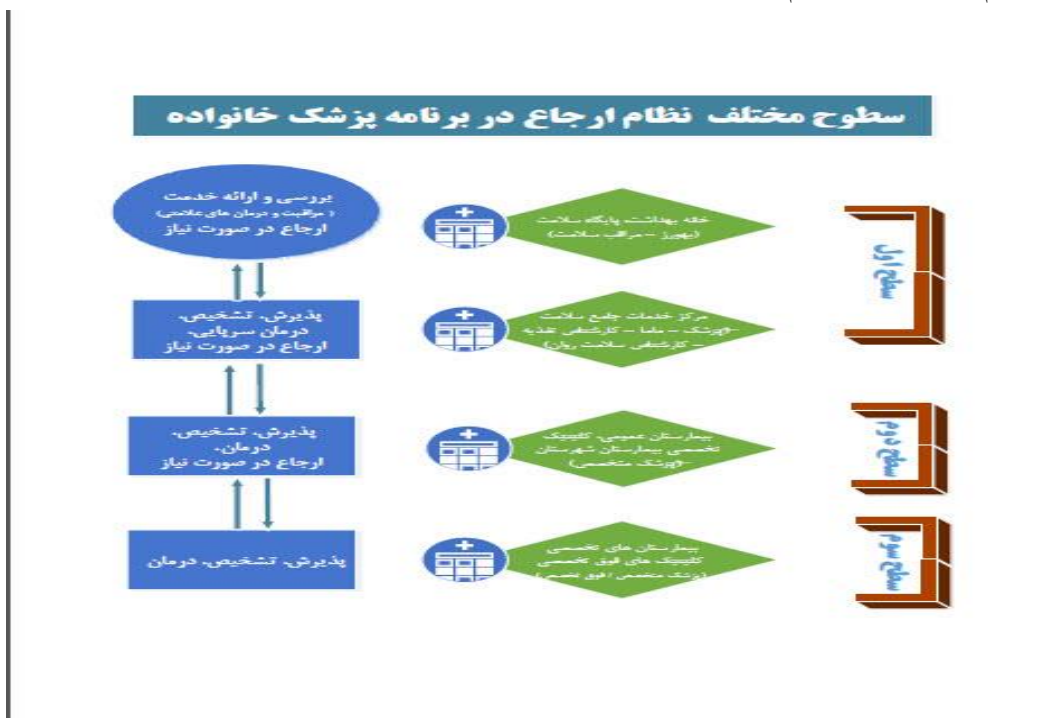 سطوح مختلف نظام ارجاع در برنامه پزشک خانواده
سطح اول
خانه بهداشت، پایگاه سلامت
(بهورز – مراقب سلامت)
بررسی و ارائه خدمت
(مراقبت و درمان های علامتی)
ارجاع در صورت نیاز
مرکز خدمات جامع سلامت
(پزشک – ماما – کارشناس تغذیه
– کارشناس سلامت روان)
پذیرش، تشخیص،
درمان سرپایی،
ارجاع در صورت نیاز
سطح دوم
بیمارستان عمومی، کلینیک
تخصصی بیمارستان شهرستان
(پزشک متخصص)
پذیرش، تشخیص،
درمان،
ارجاع در صورت نیاز
سطح سوم
بیمارستان های تخصصی
کلینیک های فوق تخصصی
(پزشک متخصص / فوق تخصص)
پذیرش، تشخیص، درمان